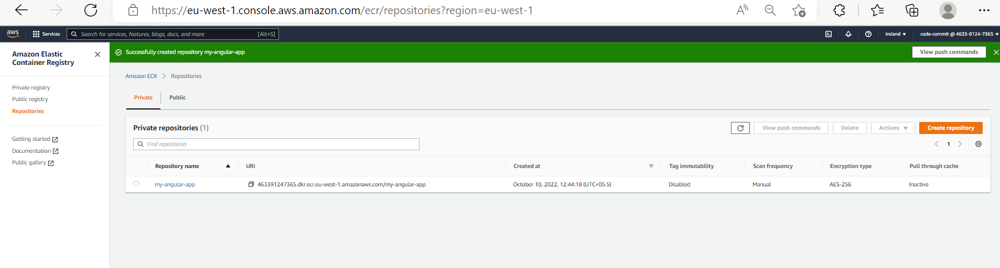 https://eu-west-1.console.aws.amazon.com/ecr/repositories?region=eu-west-1
aws Services Search for services, features, blogs, docs, and more [Alt+S] Ireland ▼ code-commit @ 4633-9124-7365 ▼
Amazon Elastic
Container Registry
Private registry
Public registry
Repositories
Getting started
Documentation
Public gallery
Successfully created repository my-angular-app View push commands
Amazon ECR > Repositories
Private Public
Private repositories (1) View push commands Delete Actions ▼ Create repository
Find repositories 1
Repository name URI Created at Tag immutability Scan frequency Encryption type Pull through cache
my-angular-app 463391247365.dkr.ecr.eu-west-1.amazonaws.com/my-angular-app October 10, 2022, 12:44:18 (UTC+05.5) Disabled Manual AES-256 Inactive